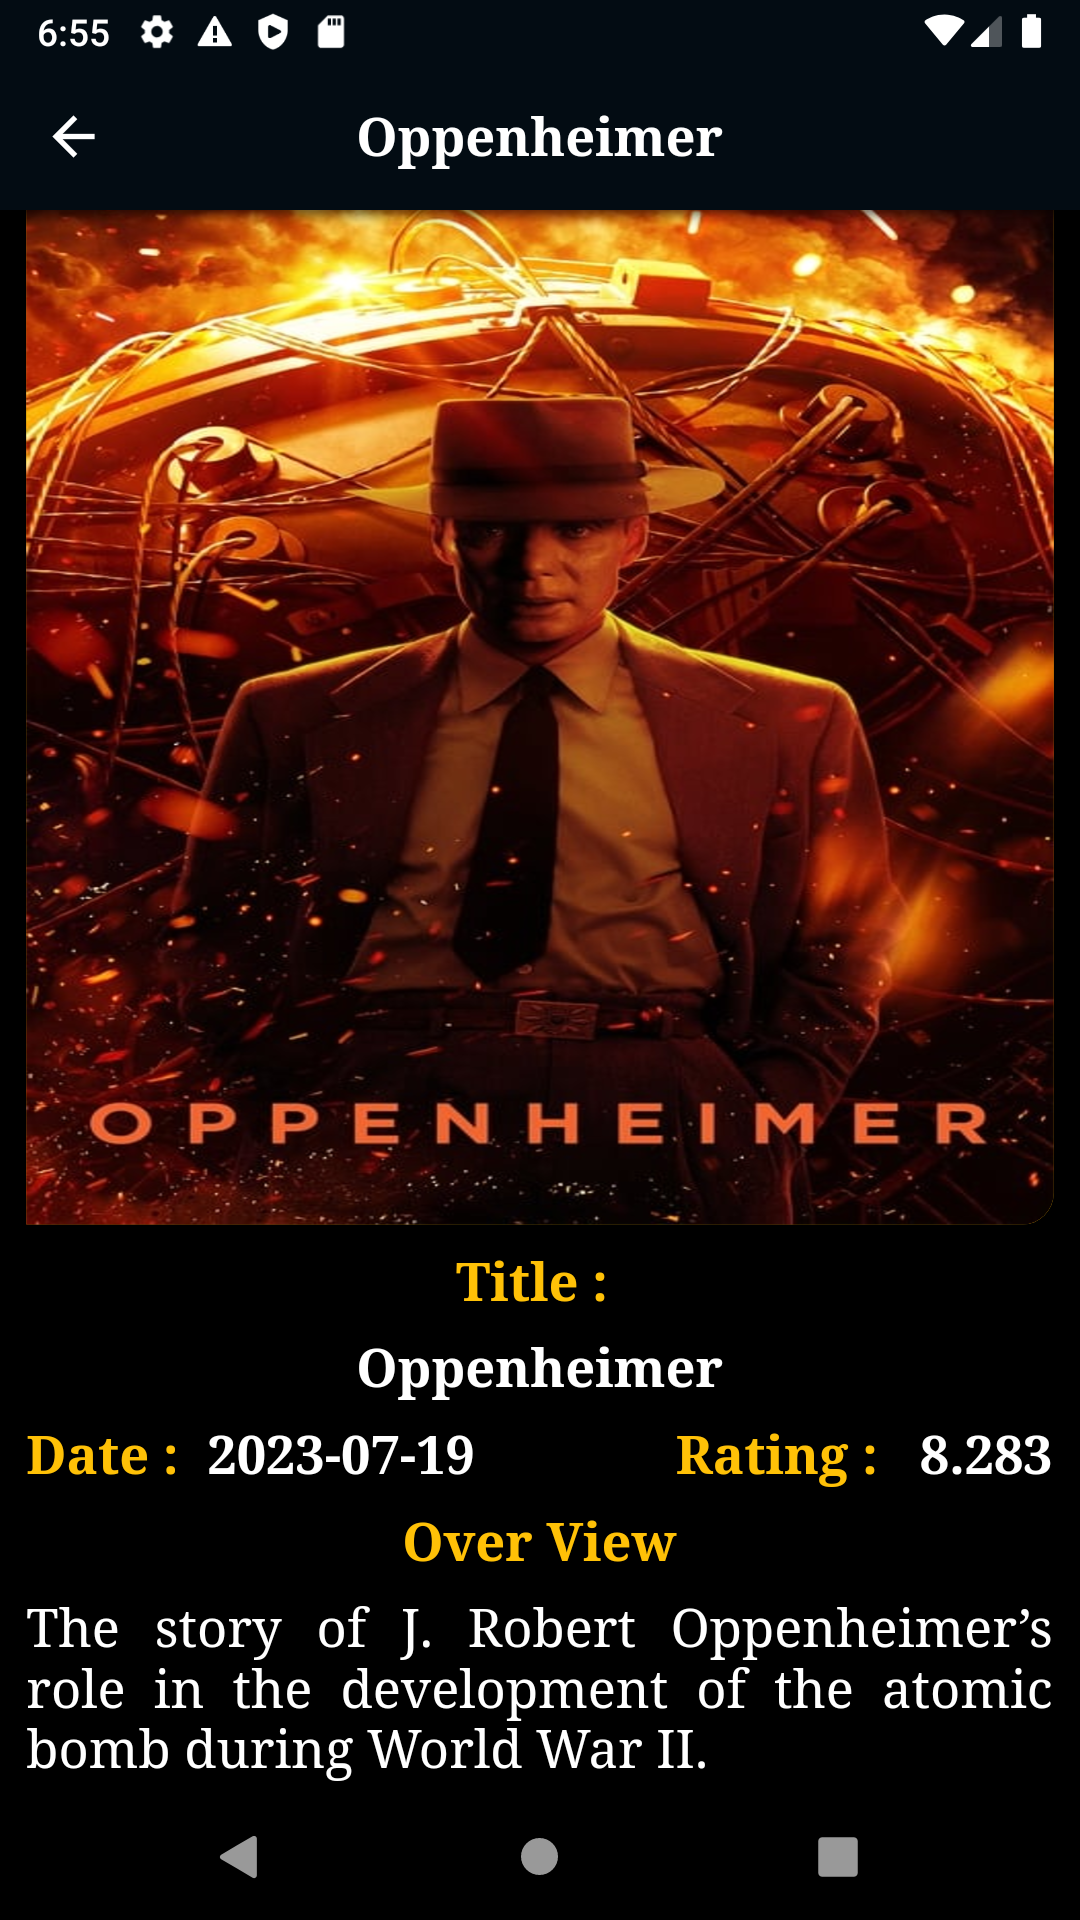 6:55
Oppenheimer
OPPENHEIMER
Title :
Oppenheimer
Date : 2023-07-19 Rating : 8.283
Over View
The story of J. Robert Oppenheimer’s
role in the development of the atomic
bomb during World War II.